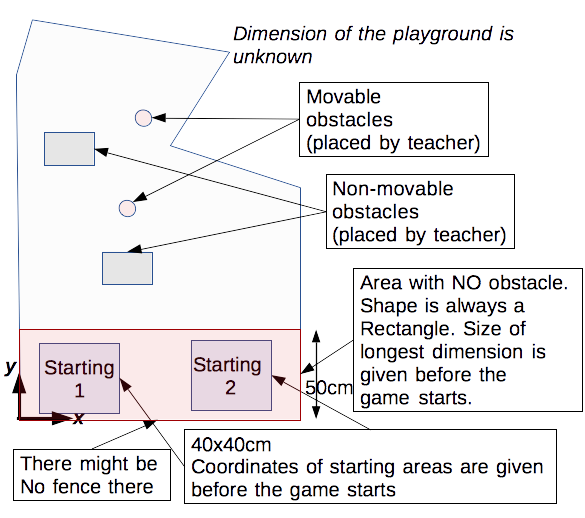 Dimension of the playground is
unknown
Movable
obstacles
(placed by teacher)
Non-movable
obstacles
(placed by teacher)
Area with NO obstacle.
Shape is always a
Rectangle. Size of
longest dimension is
given before the
game starts.
y
Starting
1
Starting
2
50cm
x
40x40cm
Coordinates of starting areas are given
before the game starts
There might be
No fence there